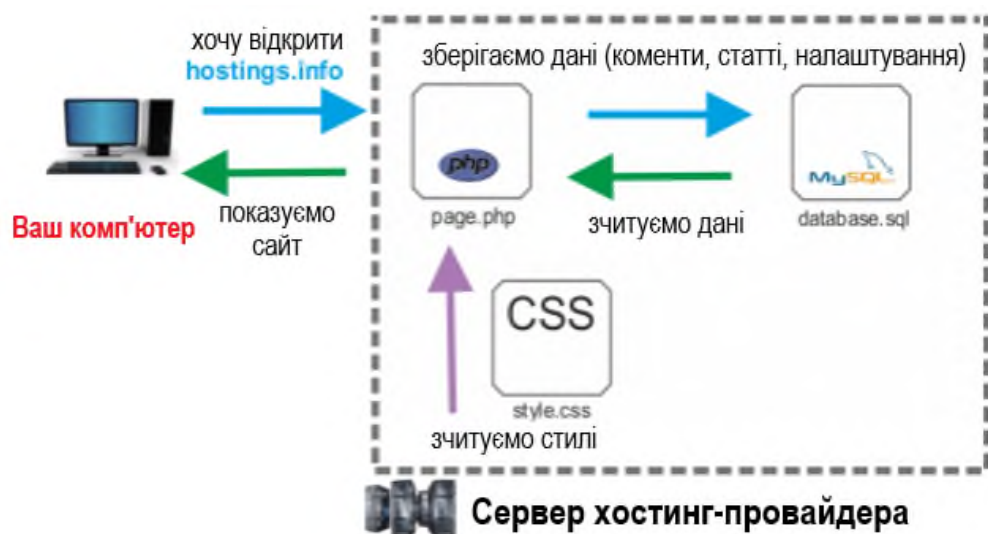 хочу відкрити
hostings.info
зберігаємо дані (коменти, статті, налаштування)
php
MySQL
page.php
зчитуємо дані
database.sql
показуємо
сайт
Ваш комп'ютер
CSS
style.css
зчитуємо стилі
Сервер хостинг-провайдера